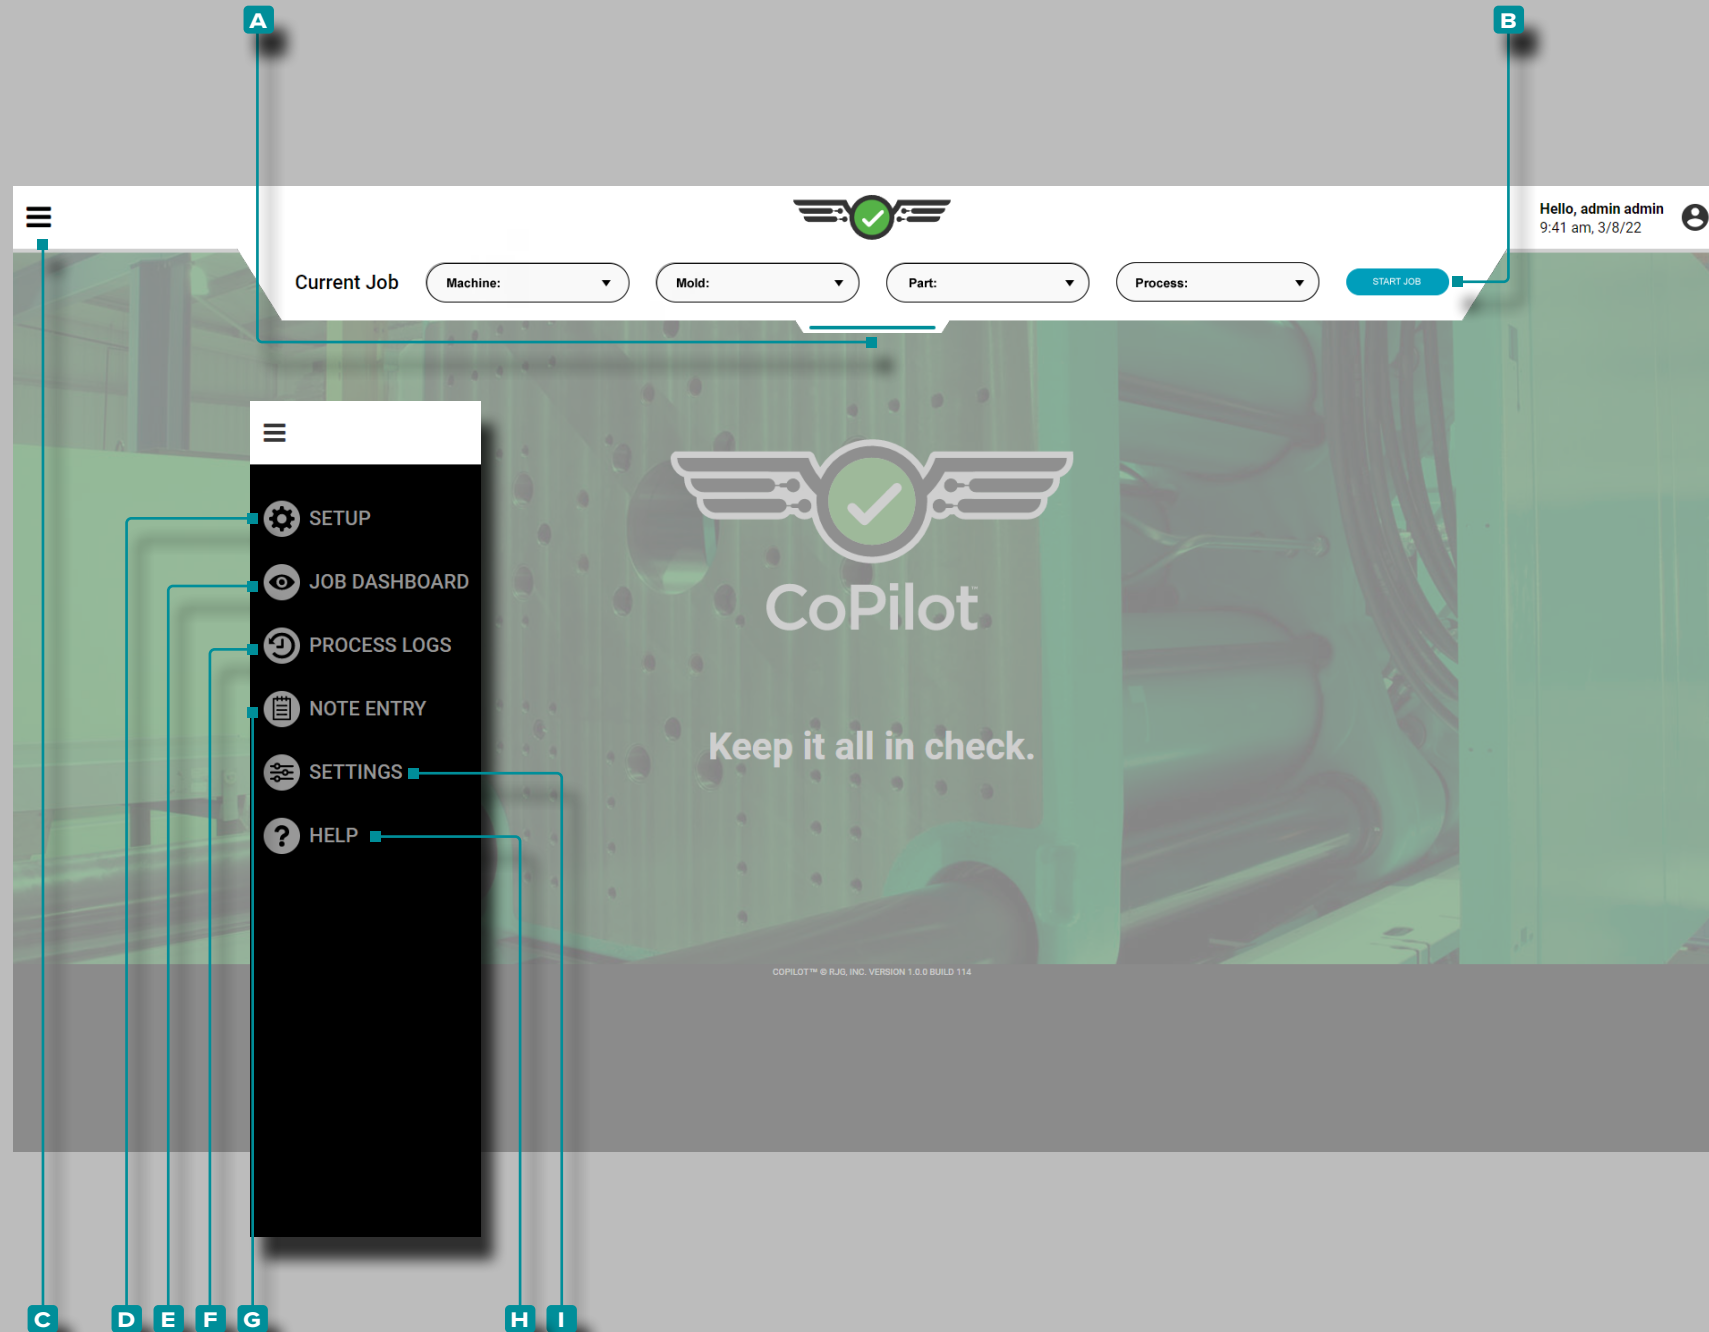 A
B
Hello, admin admin
9:41 am, 3/8/22
Current Job
Machine:
Mold:
Part:
Process:
START JOB
SETUP
JOB DASHBOARD
PROCESS LOGS
NOTE ENTRY
SETTINGS
HELP
CoPilot™
Keep it all in check.
COPILOT™ © RJG, INC. VERSION 1.0.0 BUILD 114
C
D
E
F
G
H
I